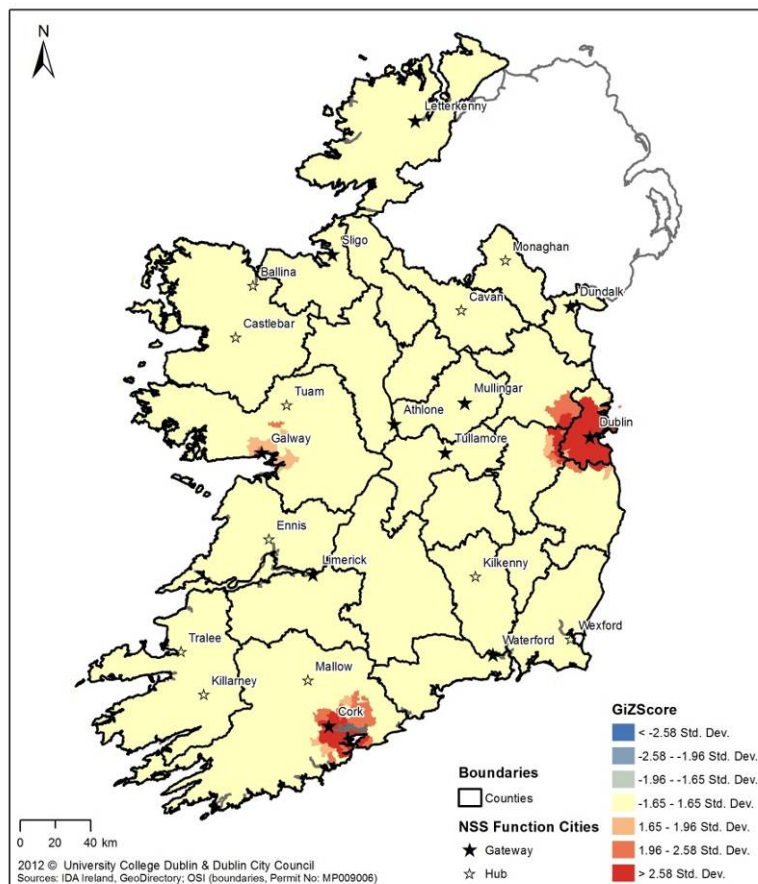 N
Letterkenny
Sligo
Monaghan
Ballina
Cavan
Dundalk
Castlebar
Tuam
Mullingar
Athlone
Dublin
Galway
Tullamore
Ennis
Limerick
Kilkenny
Wexford
Tralee
Waterford
Killarney
Mallow
Cork
GiZScore
< -2.58 Std. Dev.
-2.58 - -1.96 Std. Dev.
-1.96 - -1.65 Std. Dev.
-1.65 - 1.65 Std. Dev.
1.65 - 1.96 Std. Dev.
1.96 - 2.58 Std. Dev.
> 2.58 Std. Dev.
Boundaries
Counties
NSS Function Cities
Gateway
Hub
0 20 40
km
2012 © University College Dublin & Dublin City Council
Sources: IDA Ireland, GeoDirectory; OSI (boundaries, Permit No: MP009006)